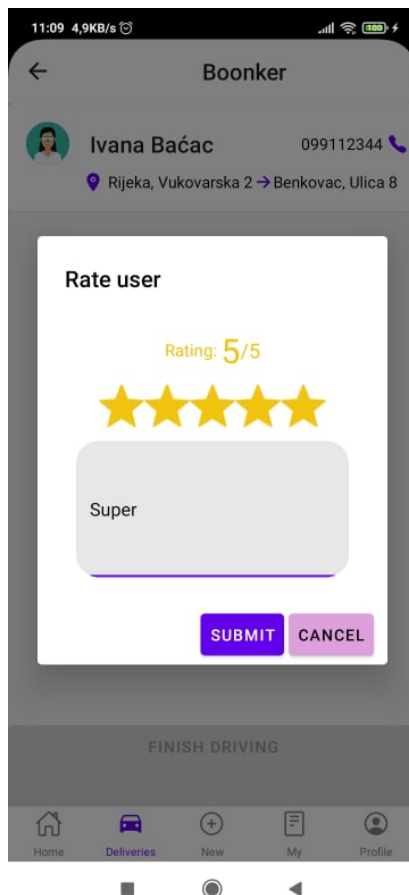 11:09 4,9KB/s
100
Boonker
Ivana Baćac 099112344
Rijeka, Vukovarska 2 → Benkovac, Ulica 8
Rate user
Rating: 5/5
Super
SUBMIT CANCEL
FINISH DRIVING
Home Deliveries New My Profile